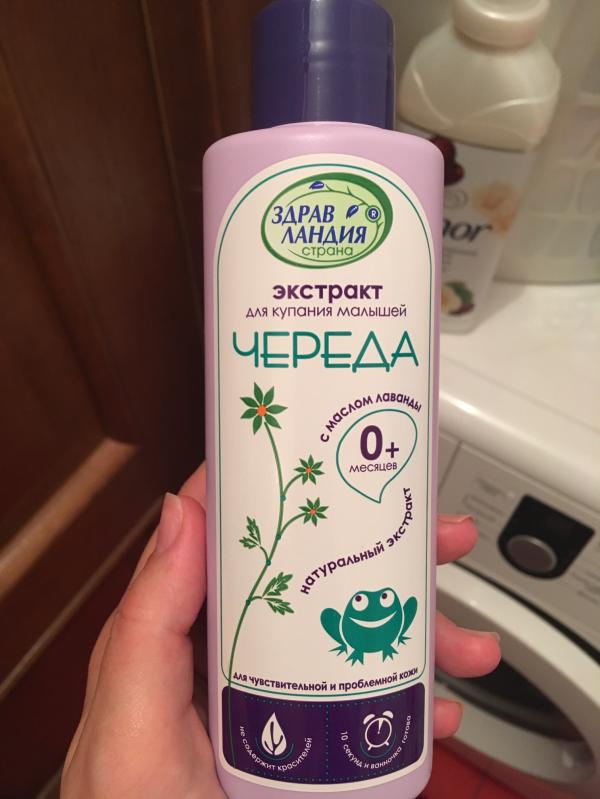 ЗДРАВ
ЛАНДИЯ ®
страна
экстракт
для купания малышей
ЧЕРЕДА
с маслом лаванды
0+
месяцев
натуральный экстракт
для чувствительной и проблемной кожи
не содержит красителей
10 секунд и ванночка готова
nor